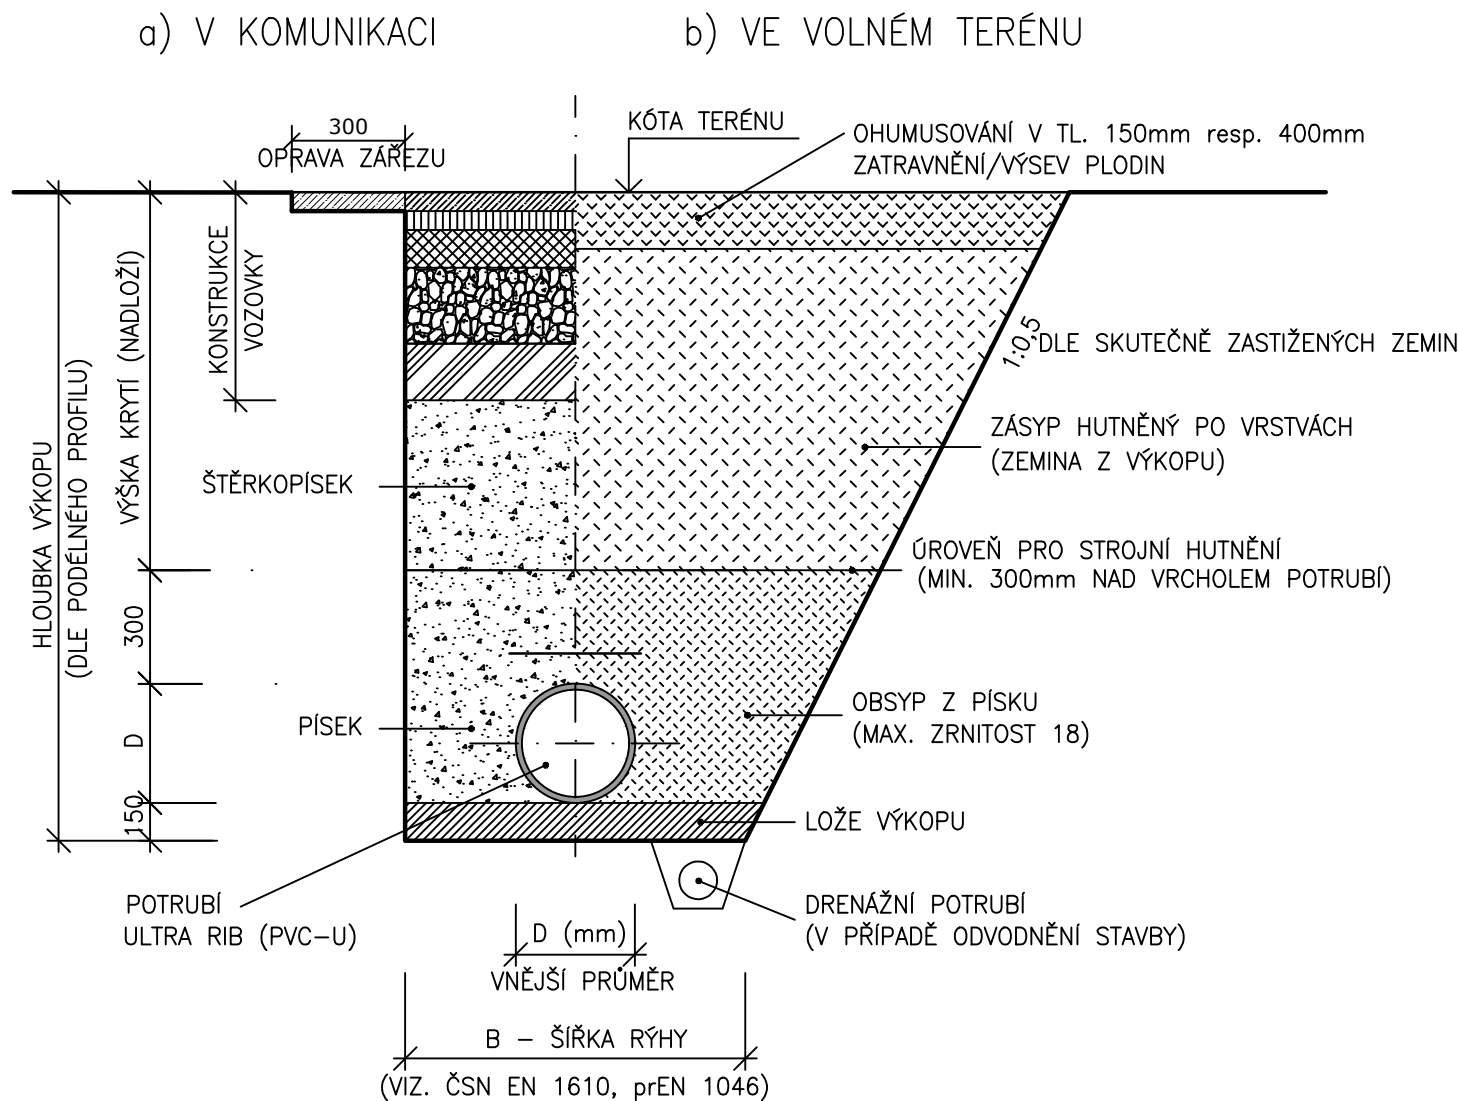 a) V KOMUNIKACI
b) VE VOLNÉM TERÉNU
300
OPRAVA ZÁŘEZU
KÓTA TERÉNU
OHUMUSOVÁNÍ V TL. 150mm resp. 400mm
ZATRAVNĚNÍ/VÝSEV PLODIN
KONSTRUKCE
VOZOVKY
VÝŠKA KRYTÍ (NADLOŽÍ)
HLOUBKA VÝKOPU
(DLE PODÉLNÉHO PROFILU)
1:0,5
DLE SKUTEČNĚ ZASTIŽENÝCH ZEMIN
ZÁSYP HUTNĚNÝ PO VRSTVÁCH
(ZEMINA Z VÝKOPU)
ŠTĚRKOPÍSEK
ÚROVEŇ PRO STROJNÍ HUTNĚNÍ
(MIN. 300mm NAD VRCHOLEM POTRUBÍ)
300
PÍSEK
OBSYP Z PÍSKU
(MAX. ZRNITOST 18)
D
150
LOŽE VÝKOPU
POTRUBÍ
ULTRA RIB (PVC-U)
DRENÁŽNÍ POTRUBÍ
(V PŘÍPADĚ ODVODNĚNÍ STAVBY)
D (mm)
VNĚJŠÍ PRŮMĚR
B - ŠÍŘKA RÝHY
(VIZ. ČSN EN 1610, prEN 1046)